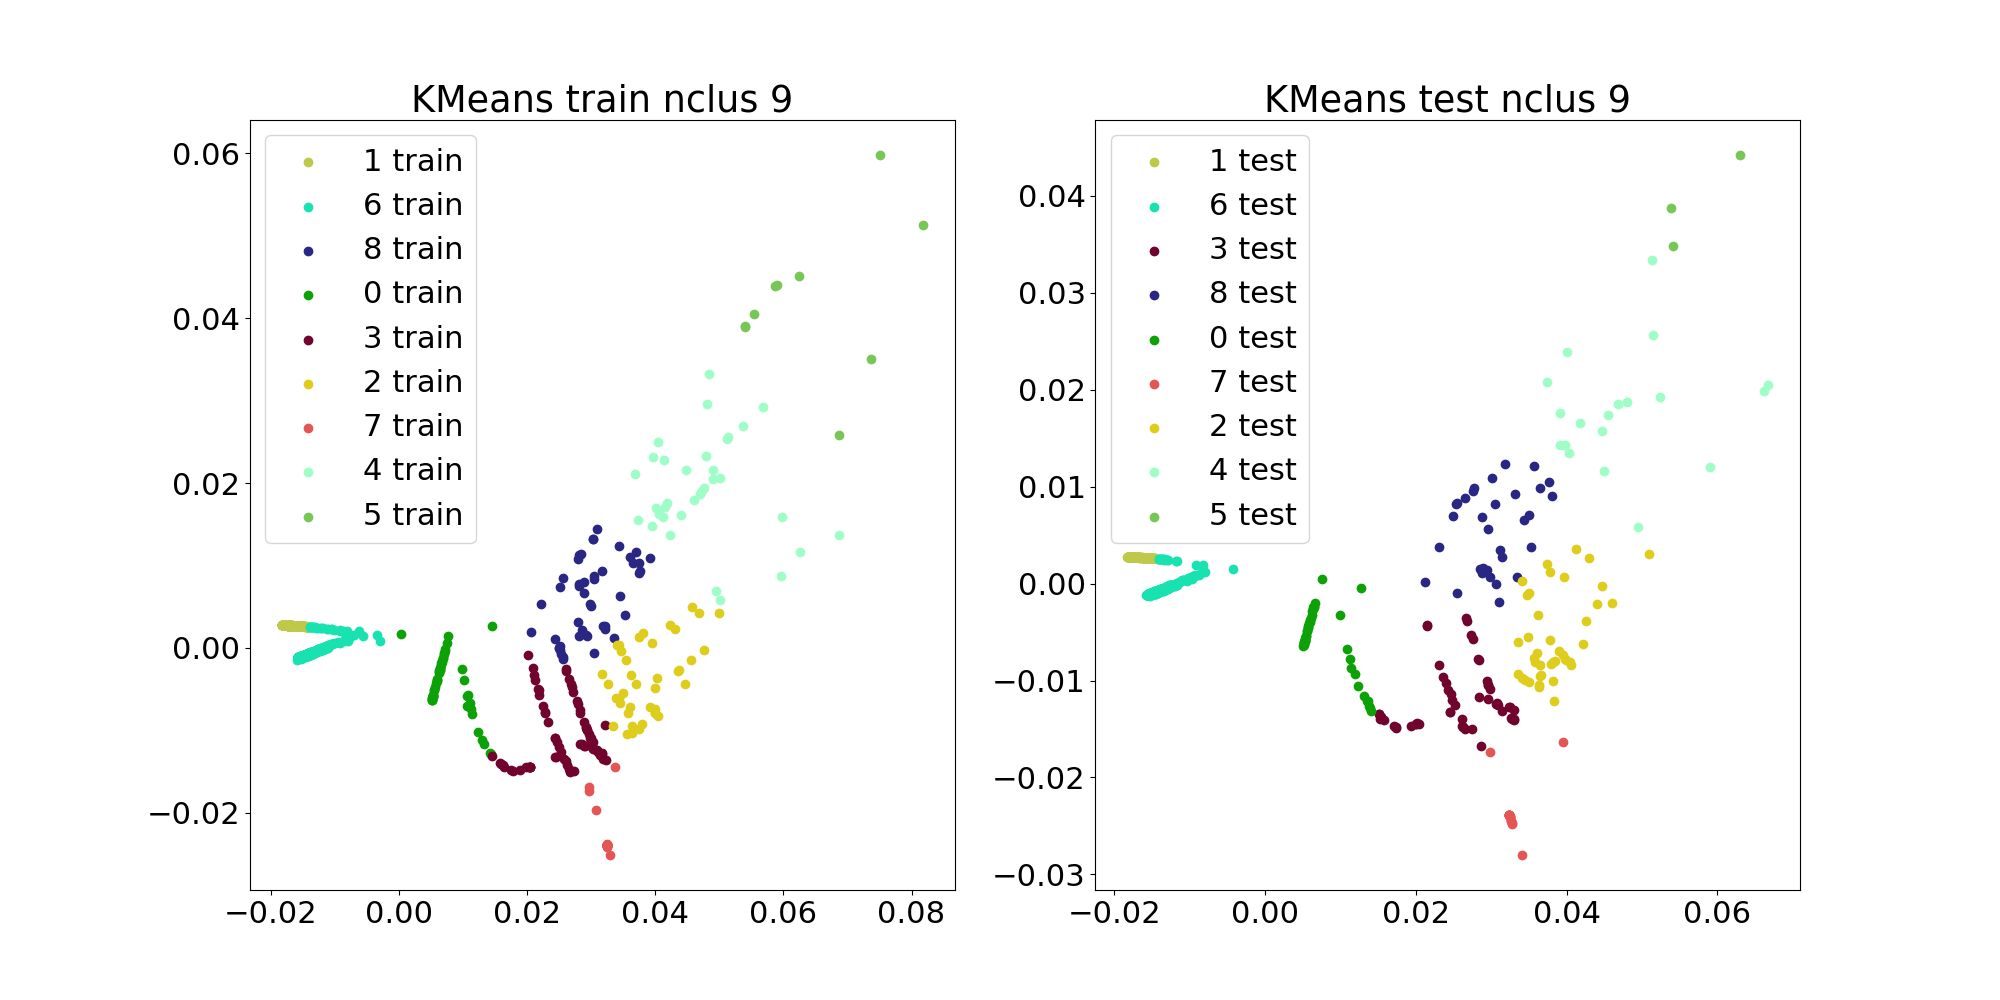 KMeans train nclus 9
0.06
0.04
0.02
0.00
−0.02
−0.02 0.00 0.02 0.04 0.06 0.08
1 train
6 train
8 train
0 train
3 train
2 train
7 train
4 train
5 train
KMeans test nclus 9
0.04
0.03
0.02
0.01
0.00
−0.01
−0.02
−0.03
−0.02 0.00 0.02 0.04 0.06
1 test
6 test
3 test
8 test
0 test
7 test
2 test
4 test
5 test